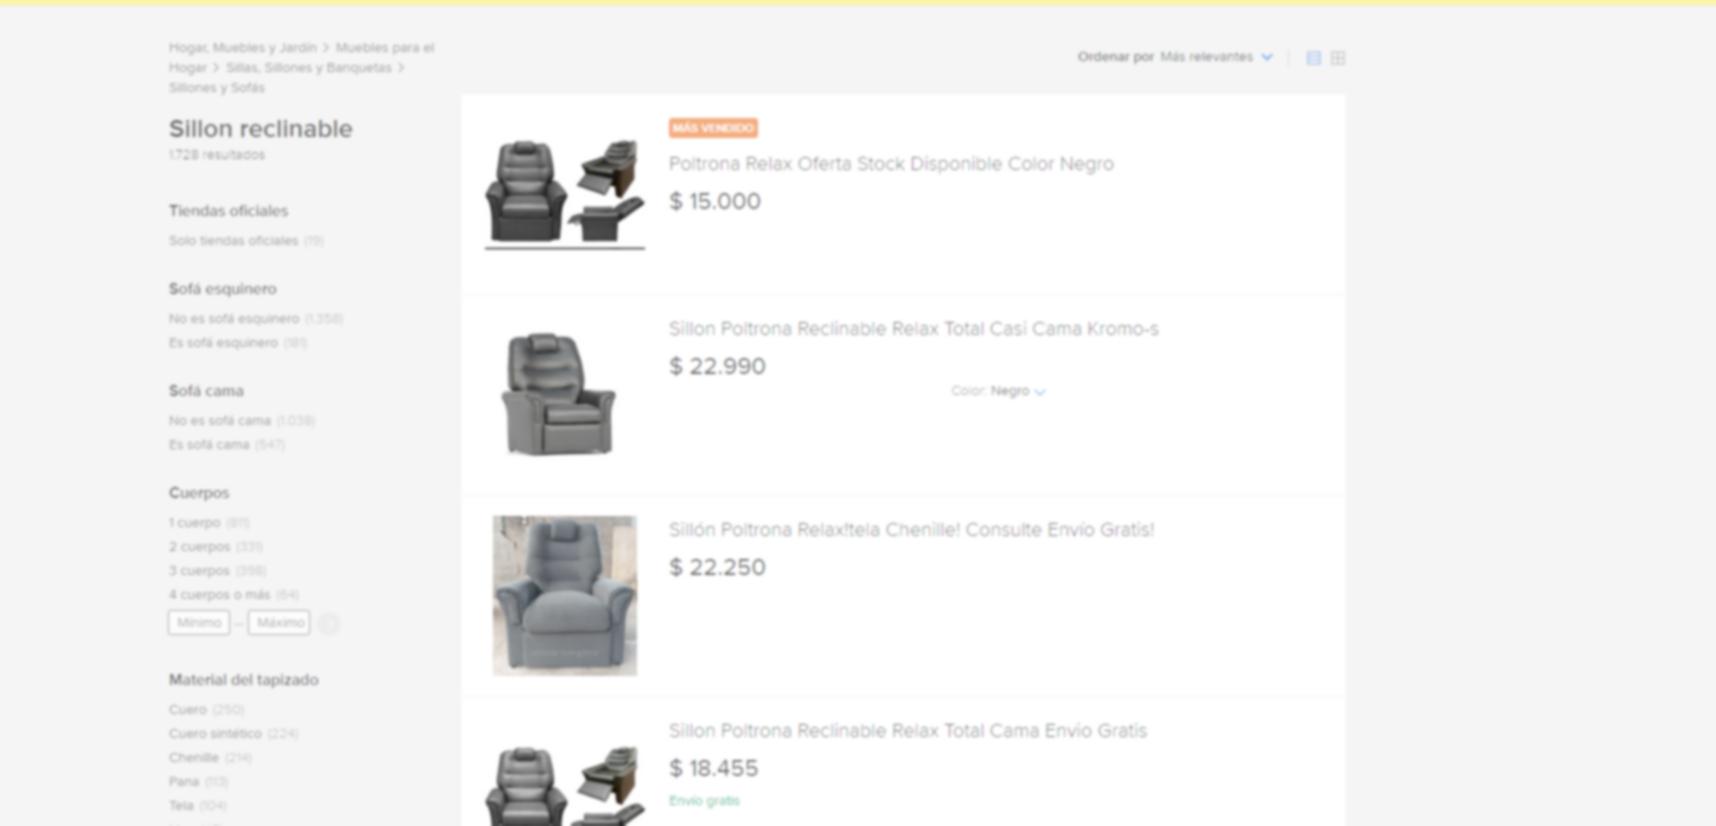 Hogar, Muebles y Jardín > Muebles para el
Hogar > Sillas, Sillones y Banquetas >
Sillones y Sofás
Sillon reclinable
1.728 resultados
Tiendas oficiales
Solo tiendas oficiales (19)
Sofá esquinero
No es sofá esquinero (1.358)
Es sofá esquinero (181)
Sofá cama
No es sofá cama (1.038)
Es sofá cama (547)
Cuerpos
1 cuerpo (811)
2 cuerpos (331)
3 cuerpos (398)
4 cuerpos o más (64)
Mínimo – Máximo
Material del tapizado
Cuero (250)
Cuero sintético (224)
Chenille (214)
Pana (113)
Tela (104)
Ordenar por Más relevantes
MÁS VENDIDO
Poltrona Relax Oferta Stock Disponible Color Negro
$ 15.000
Sillon Poltrona Reclinable Relax Total Casi Cama Kromo-s
$ 22.990
Color: Negro
Sillón Poltrona Relax!tela Chenille! Consulte Envío Gratis!
$ 22.250
Sillon Poltrona Reclinable Relax Total Cama Envio Gratis
$ 18.455
Envío gratis